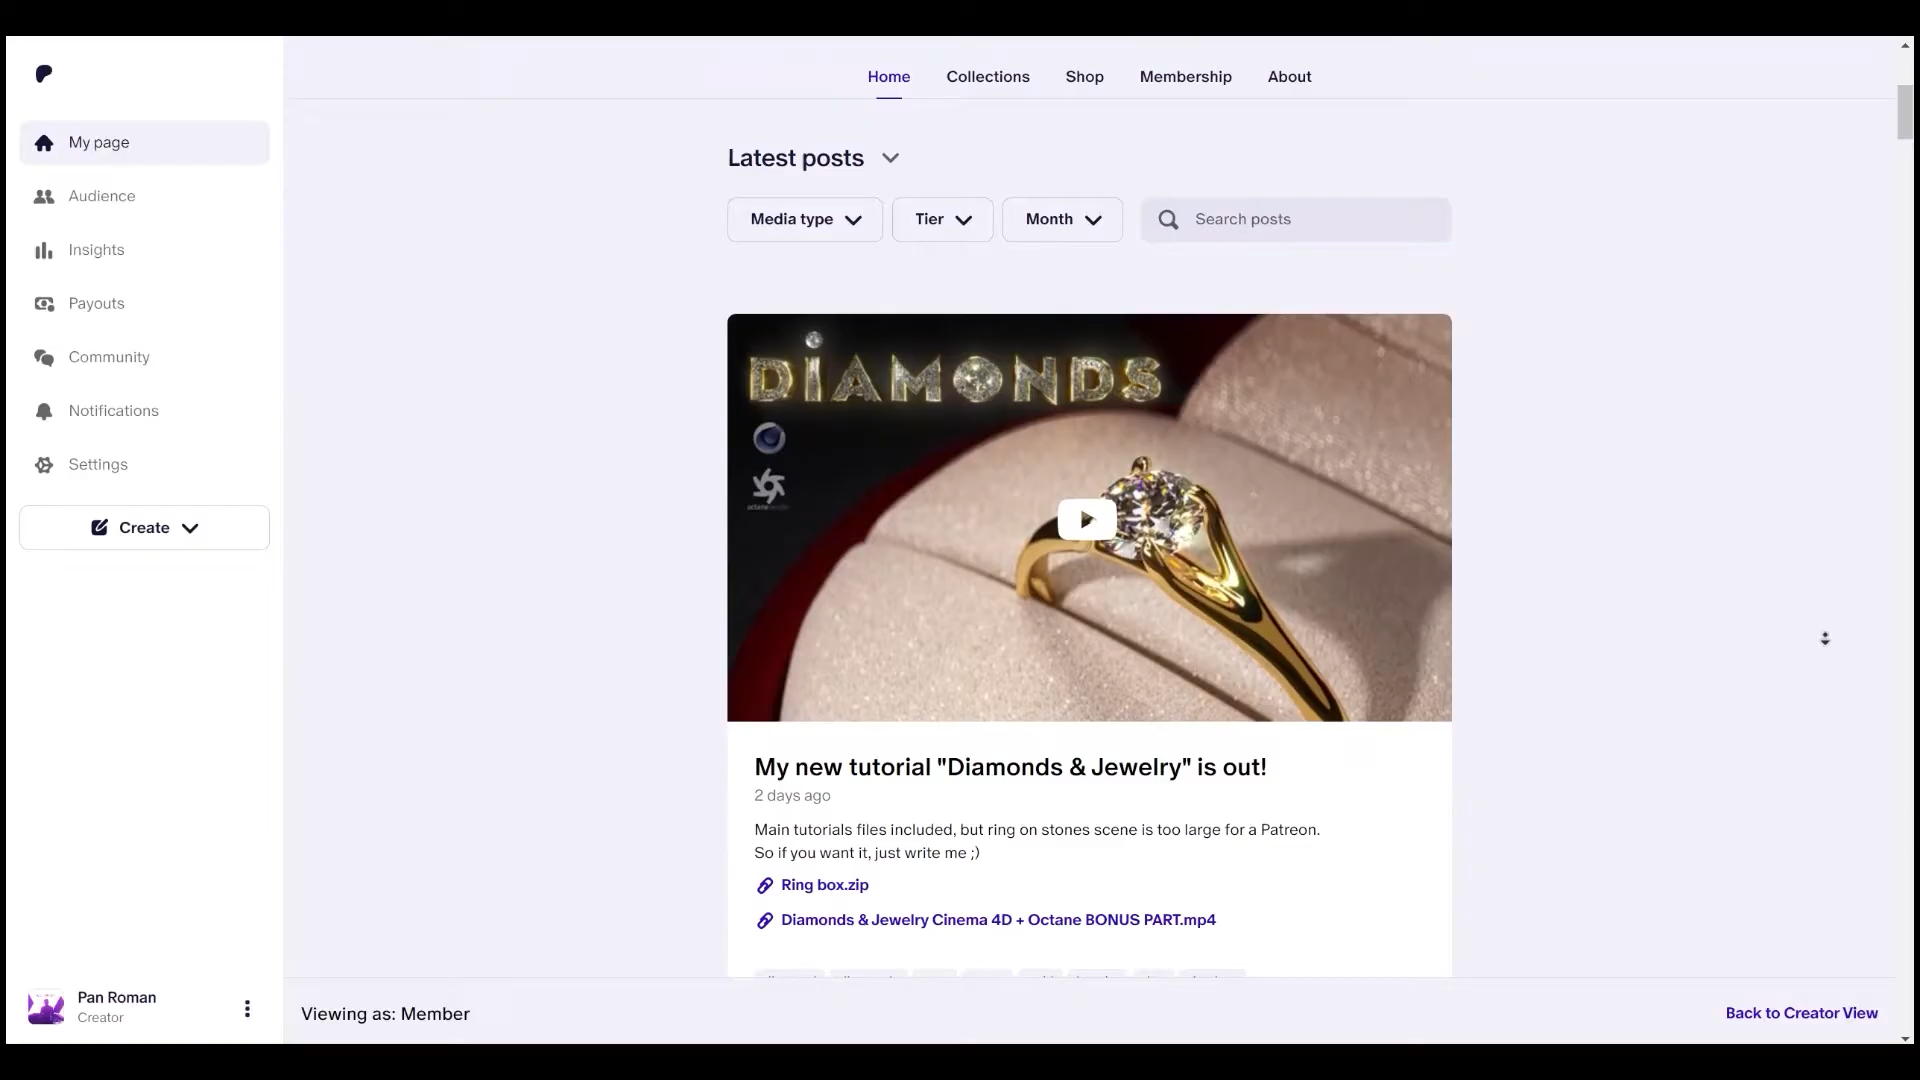 Home Collections Shop Membership About
My page
Audience
Insights
Payouts
Community
Notifications
Settings
Create
Latest posts
Media type Tier Month Search posts
DiAMONDS
My new tutorial "Diamonds & Jewelry" is out!
2 days ago
Main tutorials files included, but ring on stones scene is too large for a Patreon.
So if you want it, just write me ;)
Ring box.zip
Diamonds & Jewelry Cinema 4D + Octane BONUS PART.mp4
Pan Roman
Creator
Viewing as: Member
Back to Creator View